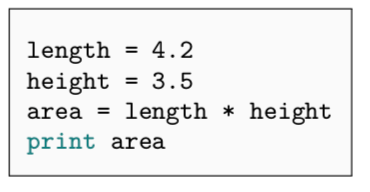 length = 4.2
height = 3.5
area = length * height
print area